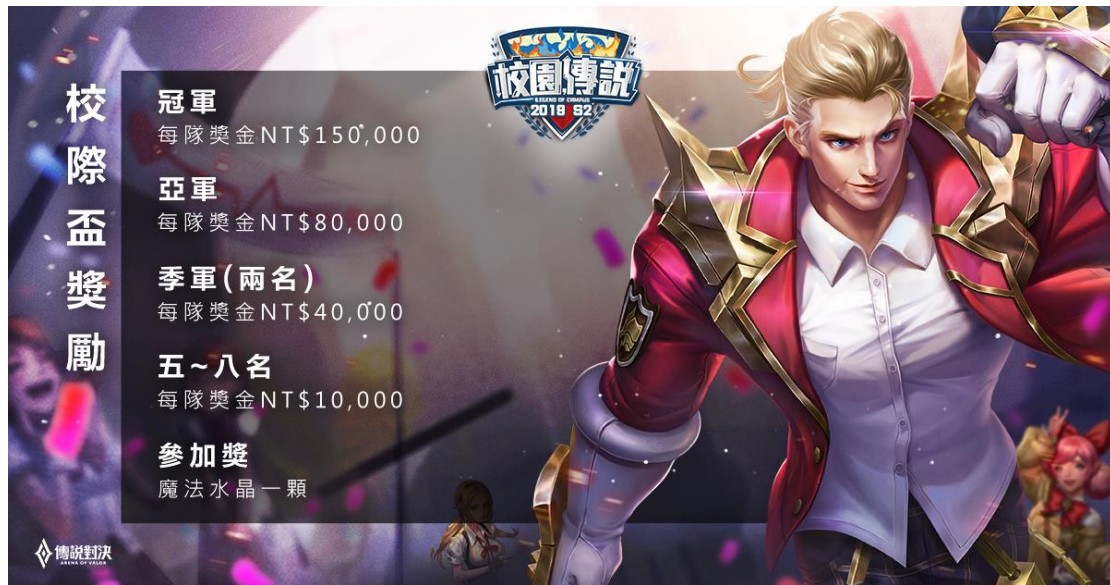 校園傳說
LEGEND OF CAMPUS
2018 S2
校際盃獎勵
冠軍
每隊獎金NT$150,000
亞軍
每隊獎金NT$80,000
季軍(兩名)
每隊獎金NT$40,000
五~八名
每隊獎金NT$10,000
參加獎
魔法水晶一顆
傳說對決
ARENA OF VALOR